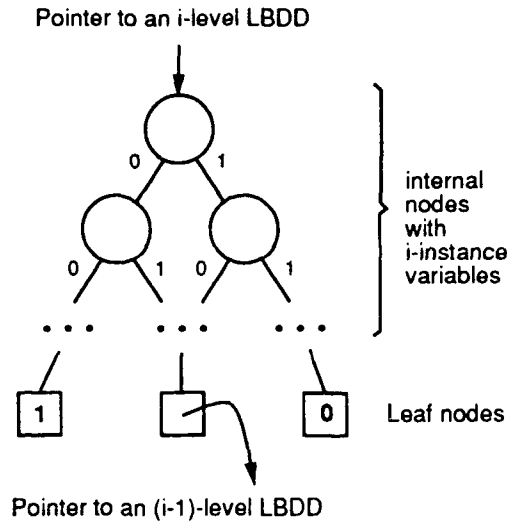 Pointer to an i-level LBDD
0 1
internal
nodes
with
i-instance
variables
0 1 0 1
1 0 Leaf nodes
Pointer to an (i-1)-level LBDD